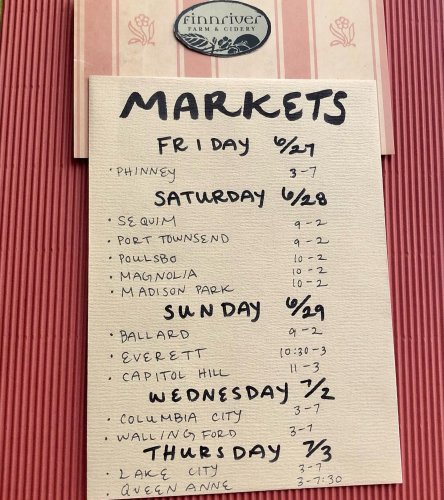 finnriver
FARM & CIDERY
MARKETS
FRIDAY 6/27
• PHINNEY 3-7
SATURDAY 6/28
• SEQUIM 9-2
• PORT TOWNSEND 9-2
• POULSBO 10-2
• MAGNOLIA 10-2
• MADISON PARK 10-2
SUNDAY 6/29
• BALLARD 9-2
• EVERETT 10:30-3
• CAPITOL HILL 11-3
WEDNESDAY 7/2
• COLUMBIA CITY 3-7
• WALLINGFORD 3-7
THURSDAY 7/3
• LAKE CITY 3-7
• QUEEN ANNE 3-7:30